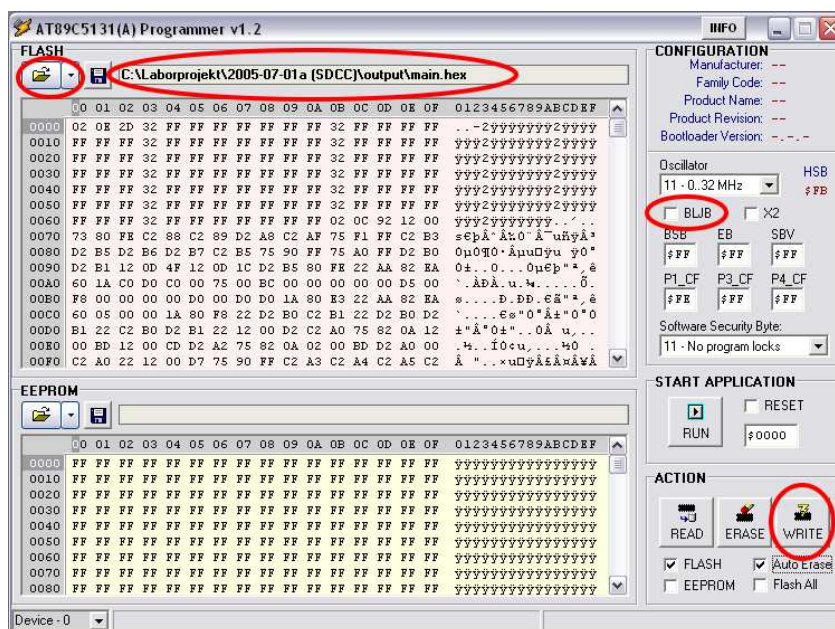 AT89C5131(A) Programmer v1.2
INFO
FLASH
C:\Laborprojekt\2005-07-01a (SDCC)\output\main.hex
00 01 02 03 04 05 06 07 08 09 0A 0B 0C 0D 0E 0F 0123456789ABCDEF
0000 02 0E 2D 32 FF FF FF FF FF FF FF 32 FF FF FF FF ..-2ÿÿÿÿÿÿÿ2ÿÿÿÿ
0010 FF FF FF 32 FF FF FF FF FF FF FF 32 FF FF FF FF ÿÿÿ2ÿÿÿÿÿÿÿ2ÿÿÿÿ
0020 FF FF FF 32 FF FF FF FF FF FF FF 32 FF FF FF FF ÿÿÿ2ÿÿÿÿÿÿÿ2ÿÿÿÿ
0030 FF FF FF 32 FF FF FF FF FF FF FF 32 FF FF FF FF ÿÿÿ2ÿÿÿÿÿÿÿ2ÿÿÿÿ
0040 FF FF FF 32 FF FF FF FF FF FF FF 32 FF FF FF FF ÿÿÿ2ÿÿÿÿÿÿÿ2ÿÿÿÿ
0050 FF FF FF 32 FF FF FF FF FF FF FF 32 FF FF FF FF ÿÿÿ2ÿÿÿÿÿÿÿ2ÿÿÿÿ
0060 FF FF FF 32 FF FF FF FF FF FF FF 02 0C 92 12 00
0070 73 80 FE C2 88 C2 89 D2 A8 C2 AF 75 F1 FF C2 B3
0080 D2 B5 D2 B6 D2 B7 C2 B5 75 90 FF 75 A0 FF D2 B0
0090 D2 B1 12 0D 4F 12 0D 1C D2 B5 80 FE 22 AA 82 EA
00A0 60 1A C0 D0 C0 00 75 00 BC 00 00 00 00 00 D5 00
00B0 F8 00 00 00 00 D0 00 D0 D0 1A 80 E3 22 AA 82 EA
00C0 60 05 00 00 1A 80 F8 22 D2 B0 C2 B1 22 D2 B0 D2
00D0 B1 22 C2 B0 D2 B1 22 12 00 D2 C2 A0 75 82 0A 12
00E0 00 BD 12 00 CD D2 A2 75 82 0A 02 00 BD D2 A0 00
00F0 C2 A0 22 12 00 D7 75 90 FF C2 A3 C2 A4 C2 A5 C2
EEPROM
00 01 02 03 04 05 06 07 08 09 0A 0B 0C 0D 0E 0F 0123456789ABCDEF
0000 FF FF FF FF FF FF FF FF FF FF FF FF FF FF FF FF ÿÿÿÿÿÿÿÿÿÿÿÿÿÿÿÿ
0010 FF FF FF FF FF FF FF FF FF FF FF FF FF FF FF FF ÿÿÿÿÿÿÿÿÿÿÿÿÿÿÿÿ
0020 FF FF FF FF FF FF FF FF FF FF FF FF FF FF FF FF ÿÿÿÿÿÿÿÿÿÿÿÿÿÿÿÿ
0030 FF FF FF FF FF FF FF FF FF FF FF FF FF FF FF FF ÿÿÿÿÿÿÿÿÿÿÿÿÿÿÿÿ
0040 FF FF FF FF FF FF FF FF FF FF FF FF FF FF FF FF ÿÿÿÿÿÿÿÿÿÿÿÿÿÿÿÿ
0050 FF FF FF FF FF FF FF FF FF FF FF FF FF FF FF FF ÿÿÿÿÿÿÿÿÿÿÿÿÿÿÿÿ
0060 FF FF FF FF FF FF FF FF FF FF FF FF FF FF FF FF ÿÿÿÿÿÿÿÿÿÿÿÿÿÿÿÿ
0070 FF FF FF FF FF FF FF FF FF FF FF FF FF FF FF FF ÿÿÿÿÿÿÿÿÿÿÿÿÿÿÿÿ
0080 FF FF FF FF FF FF FF FF FF FF FF FF FF FF FF FF ÿÿÿÿÿÿÿÿÿÿÿÿÿÿÿÿ
CONFIGURATION
Manufacturer: --
Family Code: --
Product Name: --
Product Revision: --
Bootloader Version: -.-.-
Oscillator
HSB
11 - 0..32 MHz
$FB
BLJB X2
BSB EB SBV
$FF $FF $FF
P1_CF P3_CF P4_CF
$FE $FF $FF
Software Security Byte:
11 - No program locks
START APPLICATION
RESET
RUN
$0000
ACTION
READ ERASE WRITE
FLASH Auto Erase
EEPROM Flash All
Device - 0